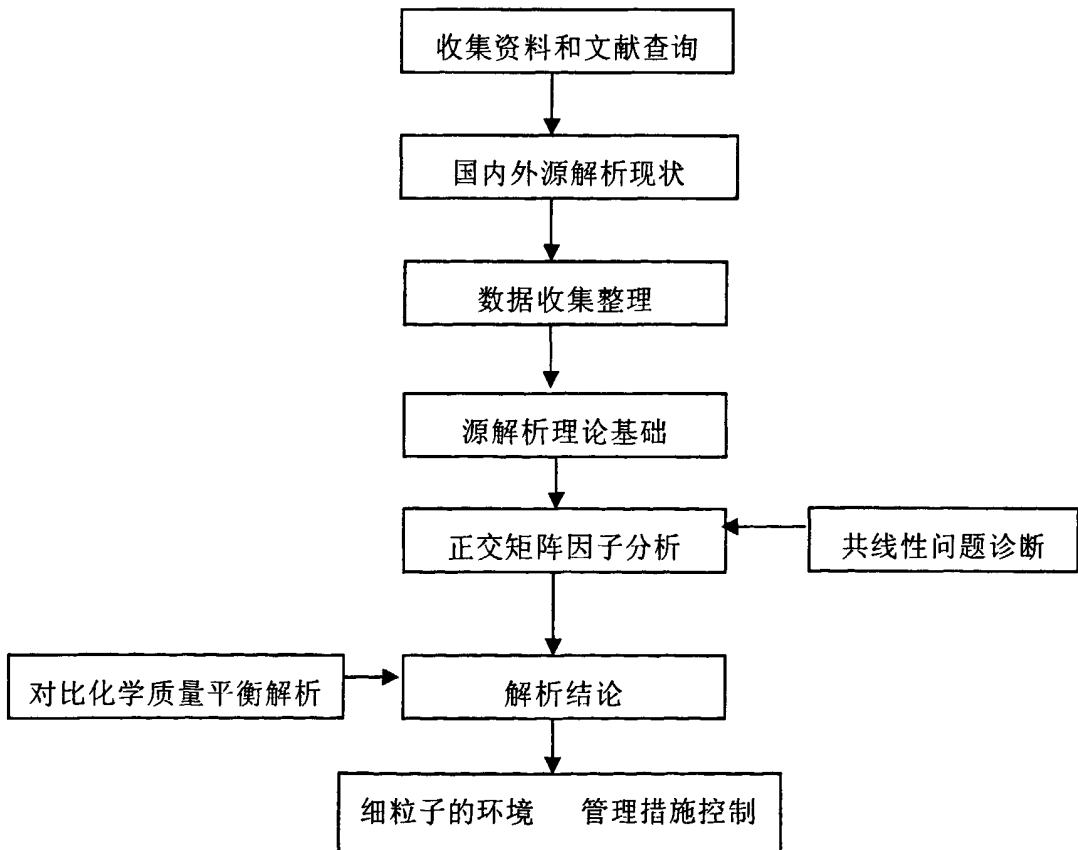 收集资料和文献查询
国内外源解析现状
数据收集整理
源解析理论基础
正交矩阵因子分析
共线性问题诊断
对比化学质量平衡解析
解析结论
细粒子的环境 管理措施控制